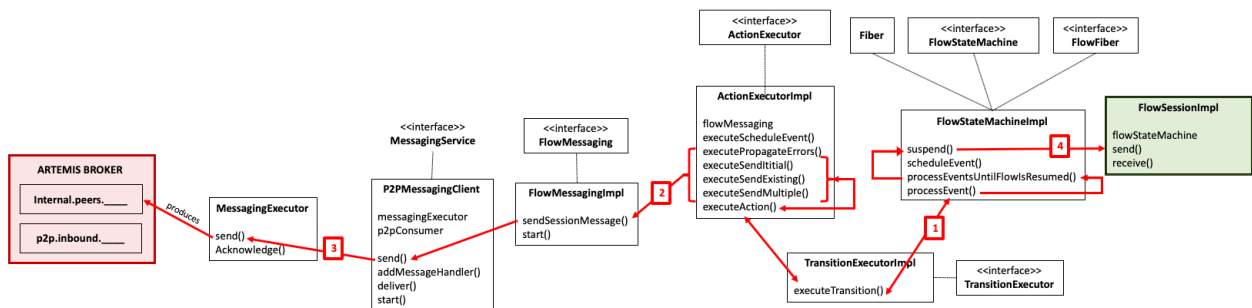 ARTEMIS BROKER
Internal.peers.____
p2p.inbound.____
produces
MessagingExecutor
send()
Acknowledge()
3
<<interface>>
MessagingService
P2PMessagingClient
messagingExecutor
p2pConsumer
send()
addMessageHandler()
deliver()
start()
<<interface>>
FlowMessaging
FlowMessagingImpl
sendSessionMessage()
start()
2
<<interface>>
ActionExecutor
ActionExecutorImpl
flowMessaging
executeScheduleEvent()
executePropagateErrors()
executeSendItitial()
executeSendExisting()
executeSendMultiple()
executeAction()
TransitionExecutorImpl
executeTransition()
<<interface>>
TransitionExecutor
1
Fiber
<<interface>>
FlowStateMachine
<<interface>>
FlowFiber
FlowStateMachineImpl
suspend()
scheduleEvent()
processEventsUntilFlowIsResumed()
processEvent()
4
FlowSessionImpl
flowStateMachine
send()
receive()